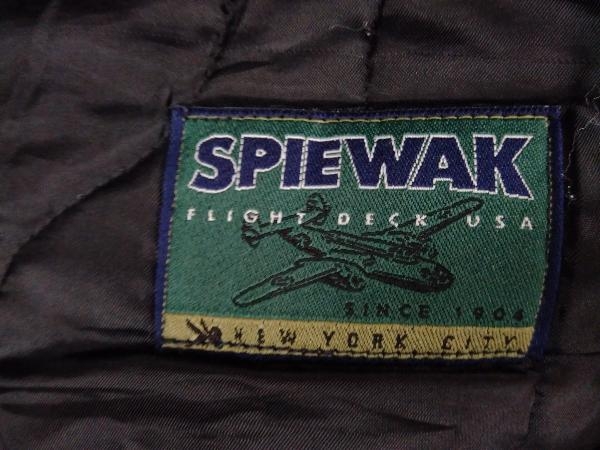 SPIEWAK
FLIGHT DECK USA
SINCE 1904
NEW YORK CITY